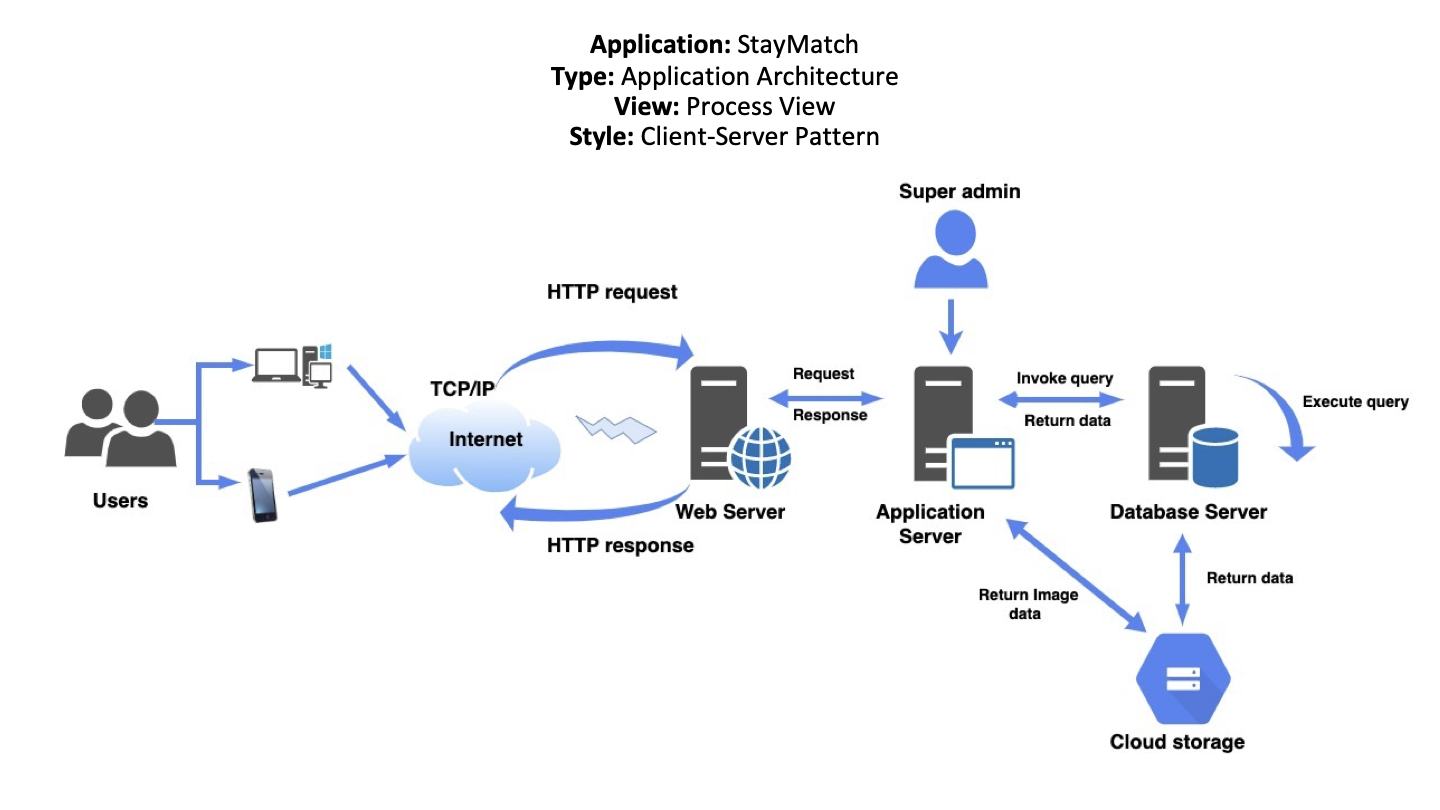 Application: StayMatch
Type: Application Architecture
View: Process View
Style: Client-Server Pattern
Super admin
HTTP request
TCP/IP
Internet
Users
HTTP response
Web Server
Request
Response
Application
Server
Invoke query
Return data
Database Server
Execute query
Return Image
data
Return data
Cloud storage